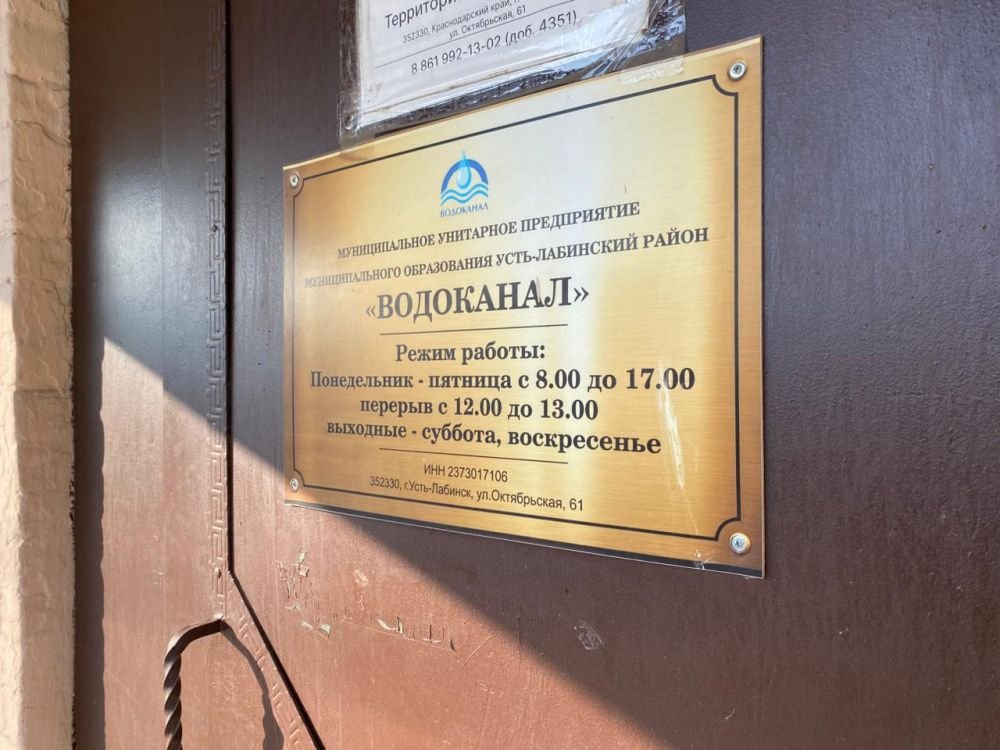 352330, Краснодарский край,
ул. Октябрьская, 61
8 861 992-13-02 (доб. 4351)
ВОДОКАНАЛ
МУНИЦИПАЛЬНОЕ УНИТАРНОЕ ПРЕДПРИЯТИЕ
МУНИЦИПАЛЬНОГО ОБРАЗОВАНИЯ УСТЬ-ЛАБИНСКИЙ РАЙОН
«ВОДОКАНАЛ»
Режим работы:
Понедельник - пятница с 8.00 до 17.00
перерыв с 12.00 до 13.00
выходные - суббота, воскресенье
ИНН 2373017106
352330, г.Усть-Лабинск, ул.Октябрьская, 61